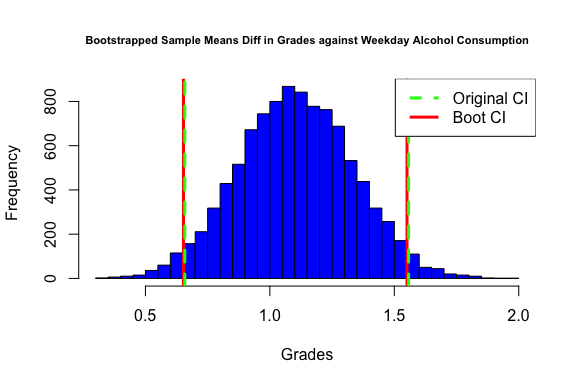 Bootstrapped Sample Means Diff in Grades against Weekday Alcohol Consumption
Original CI
Boot CI
Frequency
800
600
400
200
0
0.5 1.0 1.5 2.0
Grades